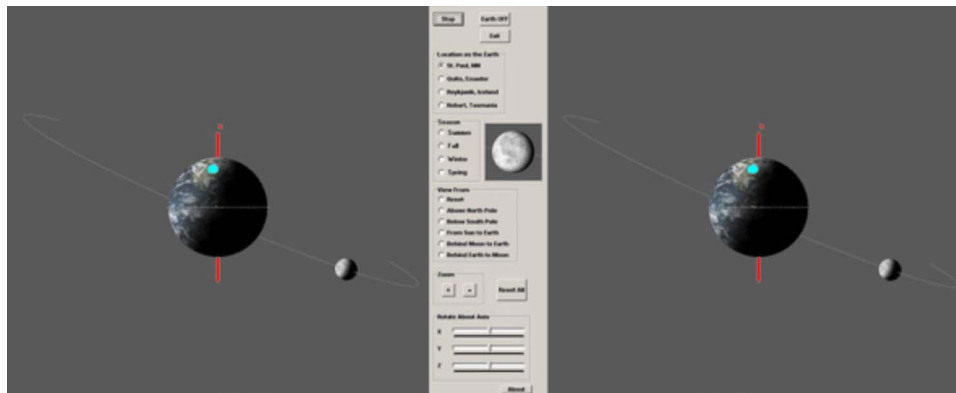 Stop
Earth Off
Exit
Location on the Earth
St. Paul, MN
Quito, Ecuador
Reykjavik, Iceland
Hobart, Tasmania
Season
Summer
Fall
Winter
Spring
View From
Reset
Above North Pole
Below South Pole
From Sun to Earth
Behind Moon to Earth
Behind Earth to Moon
Zoom
+
-
Reset All
Rotate About Axis
X
Y
Z
About